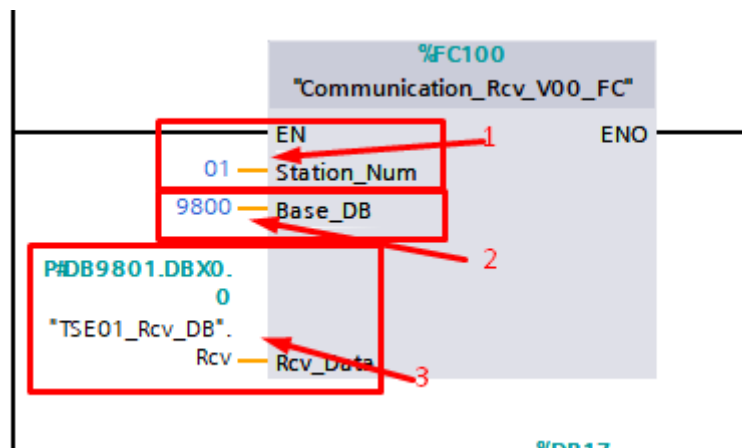 %FC100
"Communication_Rcv_V00_FC"
EN
ENO
1
01
Station_Num
9800
Base_DB
2
P#DB9801.DBX0.
0
"TSE01_Rcv_DB".
Rcv
Rcv_Data
3
%DB17